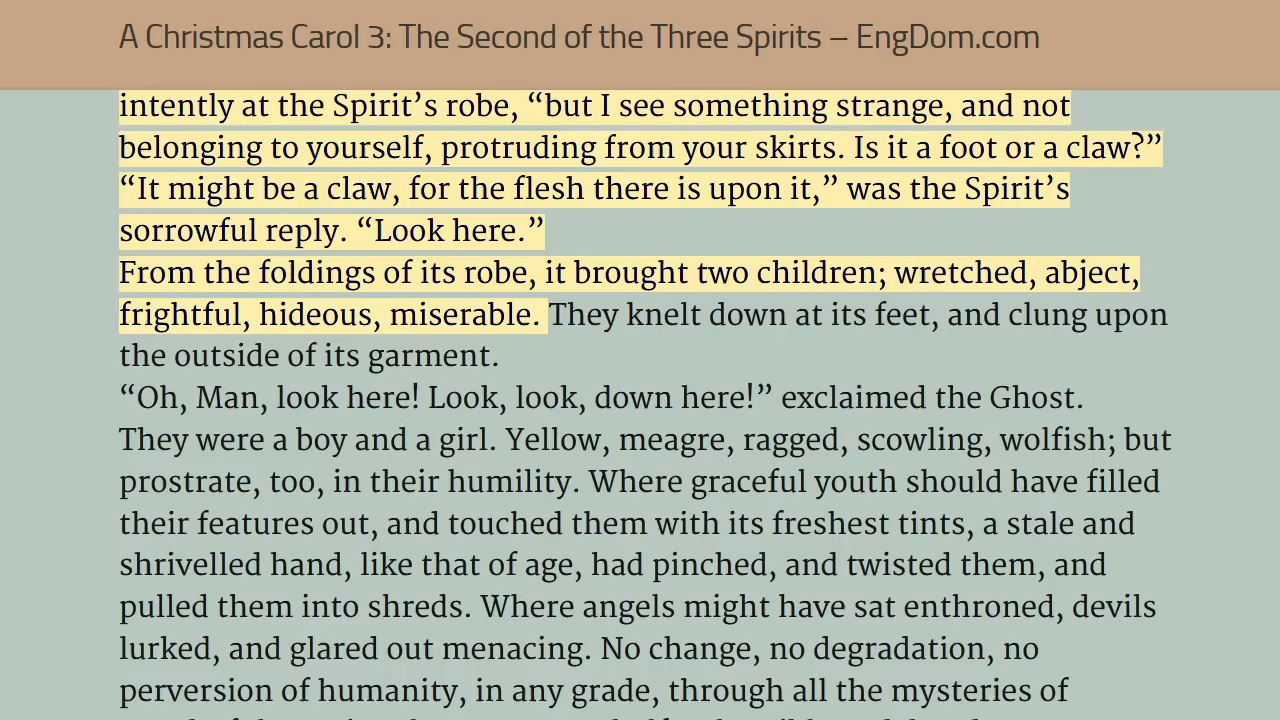 A Christmas Carol 3: The Second of the Three Spirits – EngDom.com
intently at the Spirit’s robe, “but I see something strange, and not
belonging to yourself, protruding from your skirts. Is it a foot or a claw?”
“It might be a claw, for the flesh there is upon it,” was the Spirit’s
sorrowful reply. “Look here.”
From the foldings of its robe, it brought two children; wretched, abject,
frightful, hideous, miserable. They knelt down at its feet, and clung upon
the outside of its garment.
“Oh, Man, look here! Look, look, down here!” exclaimed the Ghost.
They were a boy and a girl. Yellow, meagre, ragged, scowling, wolfish; but
prostrate, too, in their humility. Where graceful youth should have filled
their features out, and touched them with its freshest tints, a stale and
shrivelled hand, like that of age, had pinched, and twisted them, and
pulled them into shreds. Where angels might have sat enthroned, devils
lurked, and glared out menacing. No change, no degradation, no
perversion of humanity, in any grade, through all the mysteries of